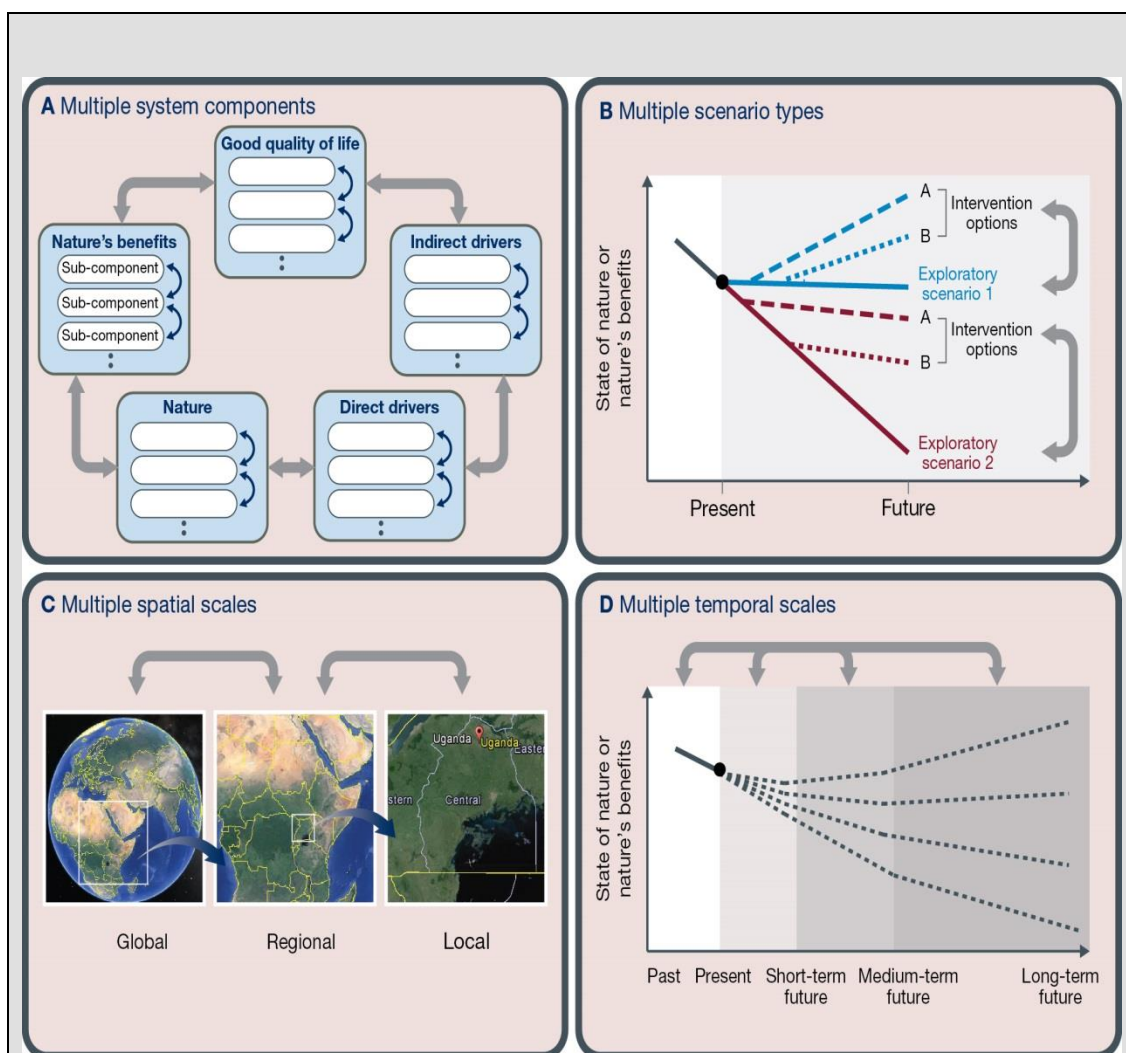 A Multiple system components
Good quality of life
Nature's benefits
Sub-component
Sub-component
Sub-component
Indirect drivers
Nature
Direct drivers
B Multiple scenario types
State of nature or
nature's benefits
A
B
Intervention
options
Exploratory
scenario 1
A
B
Intervention
options
Exploratory
scenario 2
Present
Future
C Multiple spatial scales
Uganda
Uganda
Easter
stern
Central
Global
Regional
Local
D Multiple temporal scales
State of nature or
nature's benefits
Past
Present
Short-term
future
Medium-term
future
Long-term
future